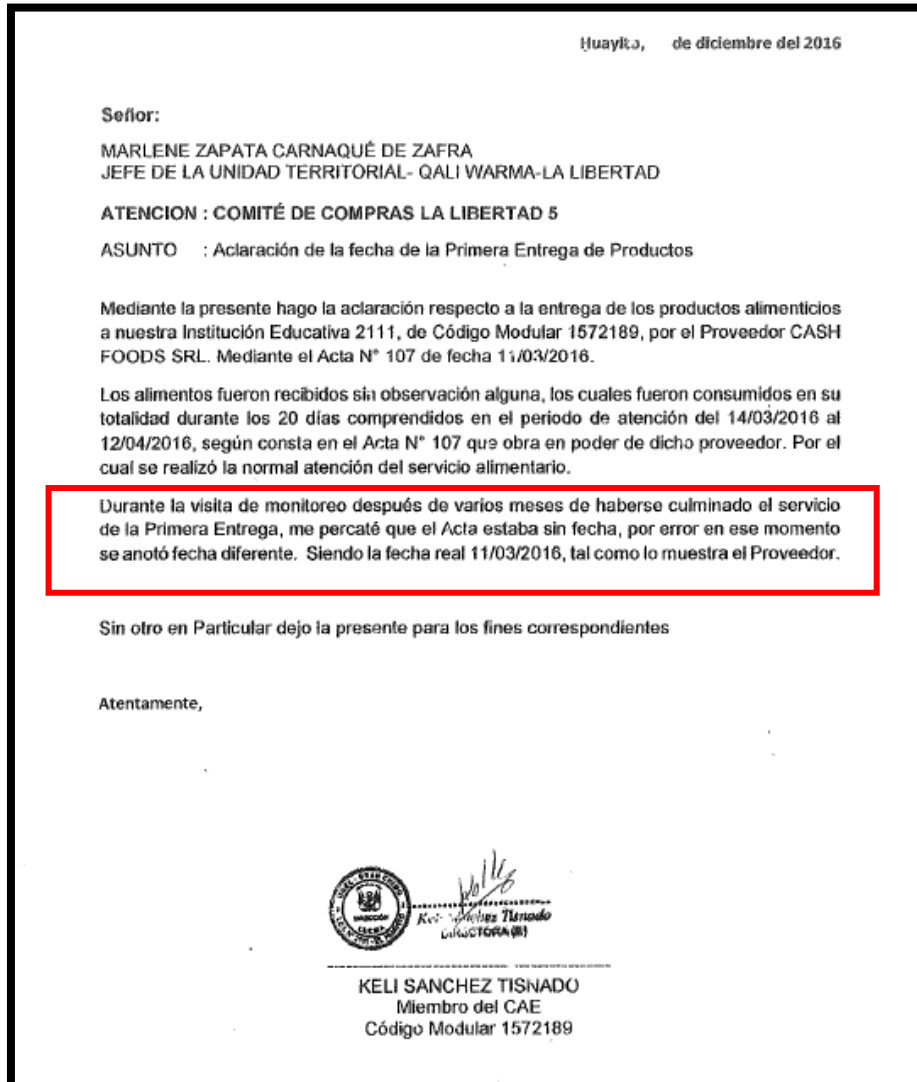 Huayito, de diciembre del 2016
Señor:
MARLENE ZAPATA CARNAQUÉ DE ZAFRA
JEFE DE LA UNIDAD TERRITORIAL- QALI WARMA-LA LIBERTAD
ATENCION : COMITÉ DE COMPRAS LA LIBERTAD 5
ASUNTO : Aclaración de la fecha de la Primera Entrega de Productos
Mediante la presente hago la aclaración respecto a la entrega de los productos alimenticios
a nuestra Institución Educativa 2111, de Código Modular 1572189, por el Proveedor CASH
FOODS SRL. Mediante el Acta N° 107 de fecha 11/03/2016.
Los alimentos fueron recibidos sin observación alguna, los cuales fueron consumidos en su
totalidad durante los 20 días comprendidos en el periodo de atención del 14/03/2016 al
12/04/2016, según consta en el Acta N° 107 que obra en poder de dicho proveedor. Por el
cual se realizó la normal atención del servicio alimentario.
Durante la visita de monitoreo después de varios meses de haberse culminado el servicio
de la Primera Entrega, me percaté que el Acta estaba sin fecha, por error en ese momento
se anotó fecha diferente. Siendo la fecha real 11/03/2016, tal como lo muestra el Proveedor.
Sin otro en Particular dejo la presente para los fines correspondientes
Atentamente,
DIRECCIÓN
Tisnado
DIRECTORA (E)
KELI SANCHEZ TISNADO
Miembro del CAE
Código Modular 1572189